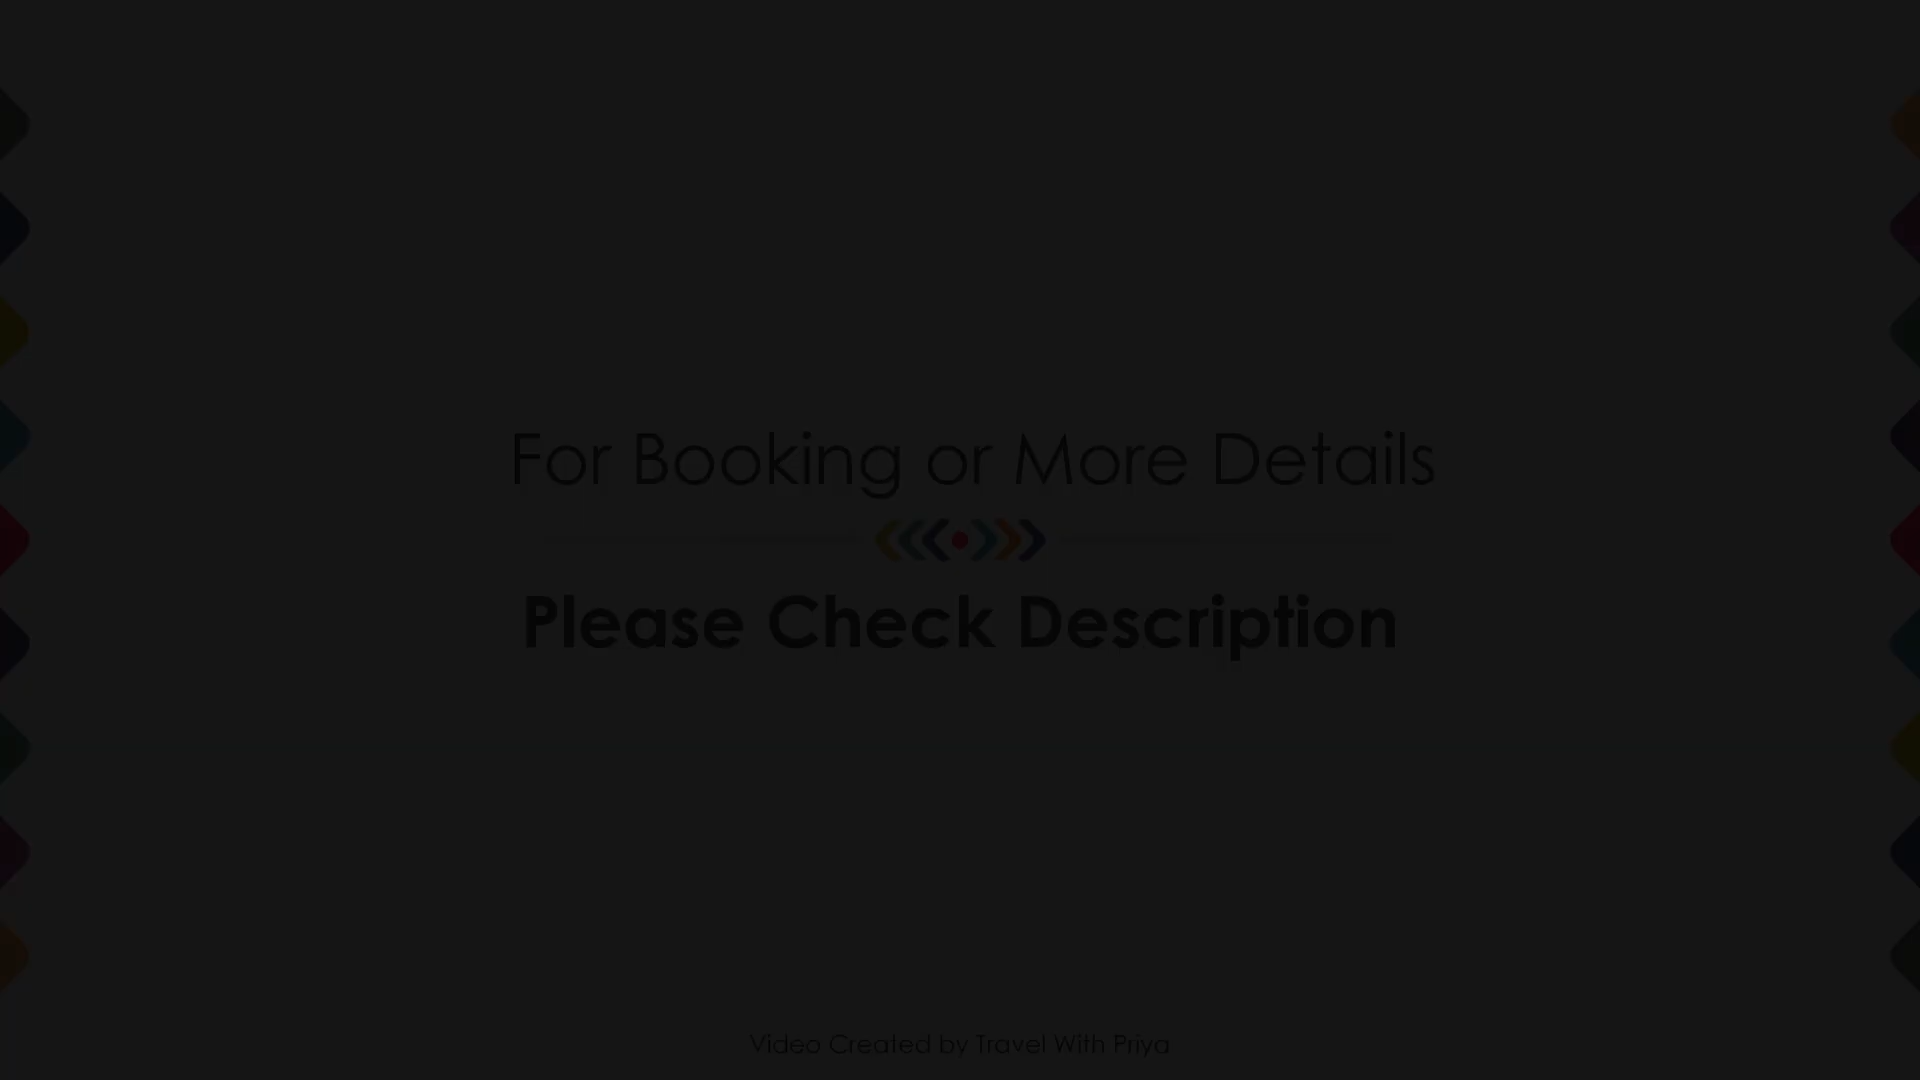 For Booking or More Details
Please Check Description
Video Created by Travel With Priya